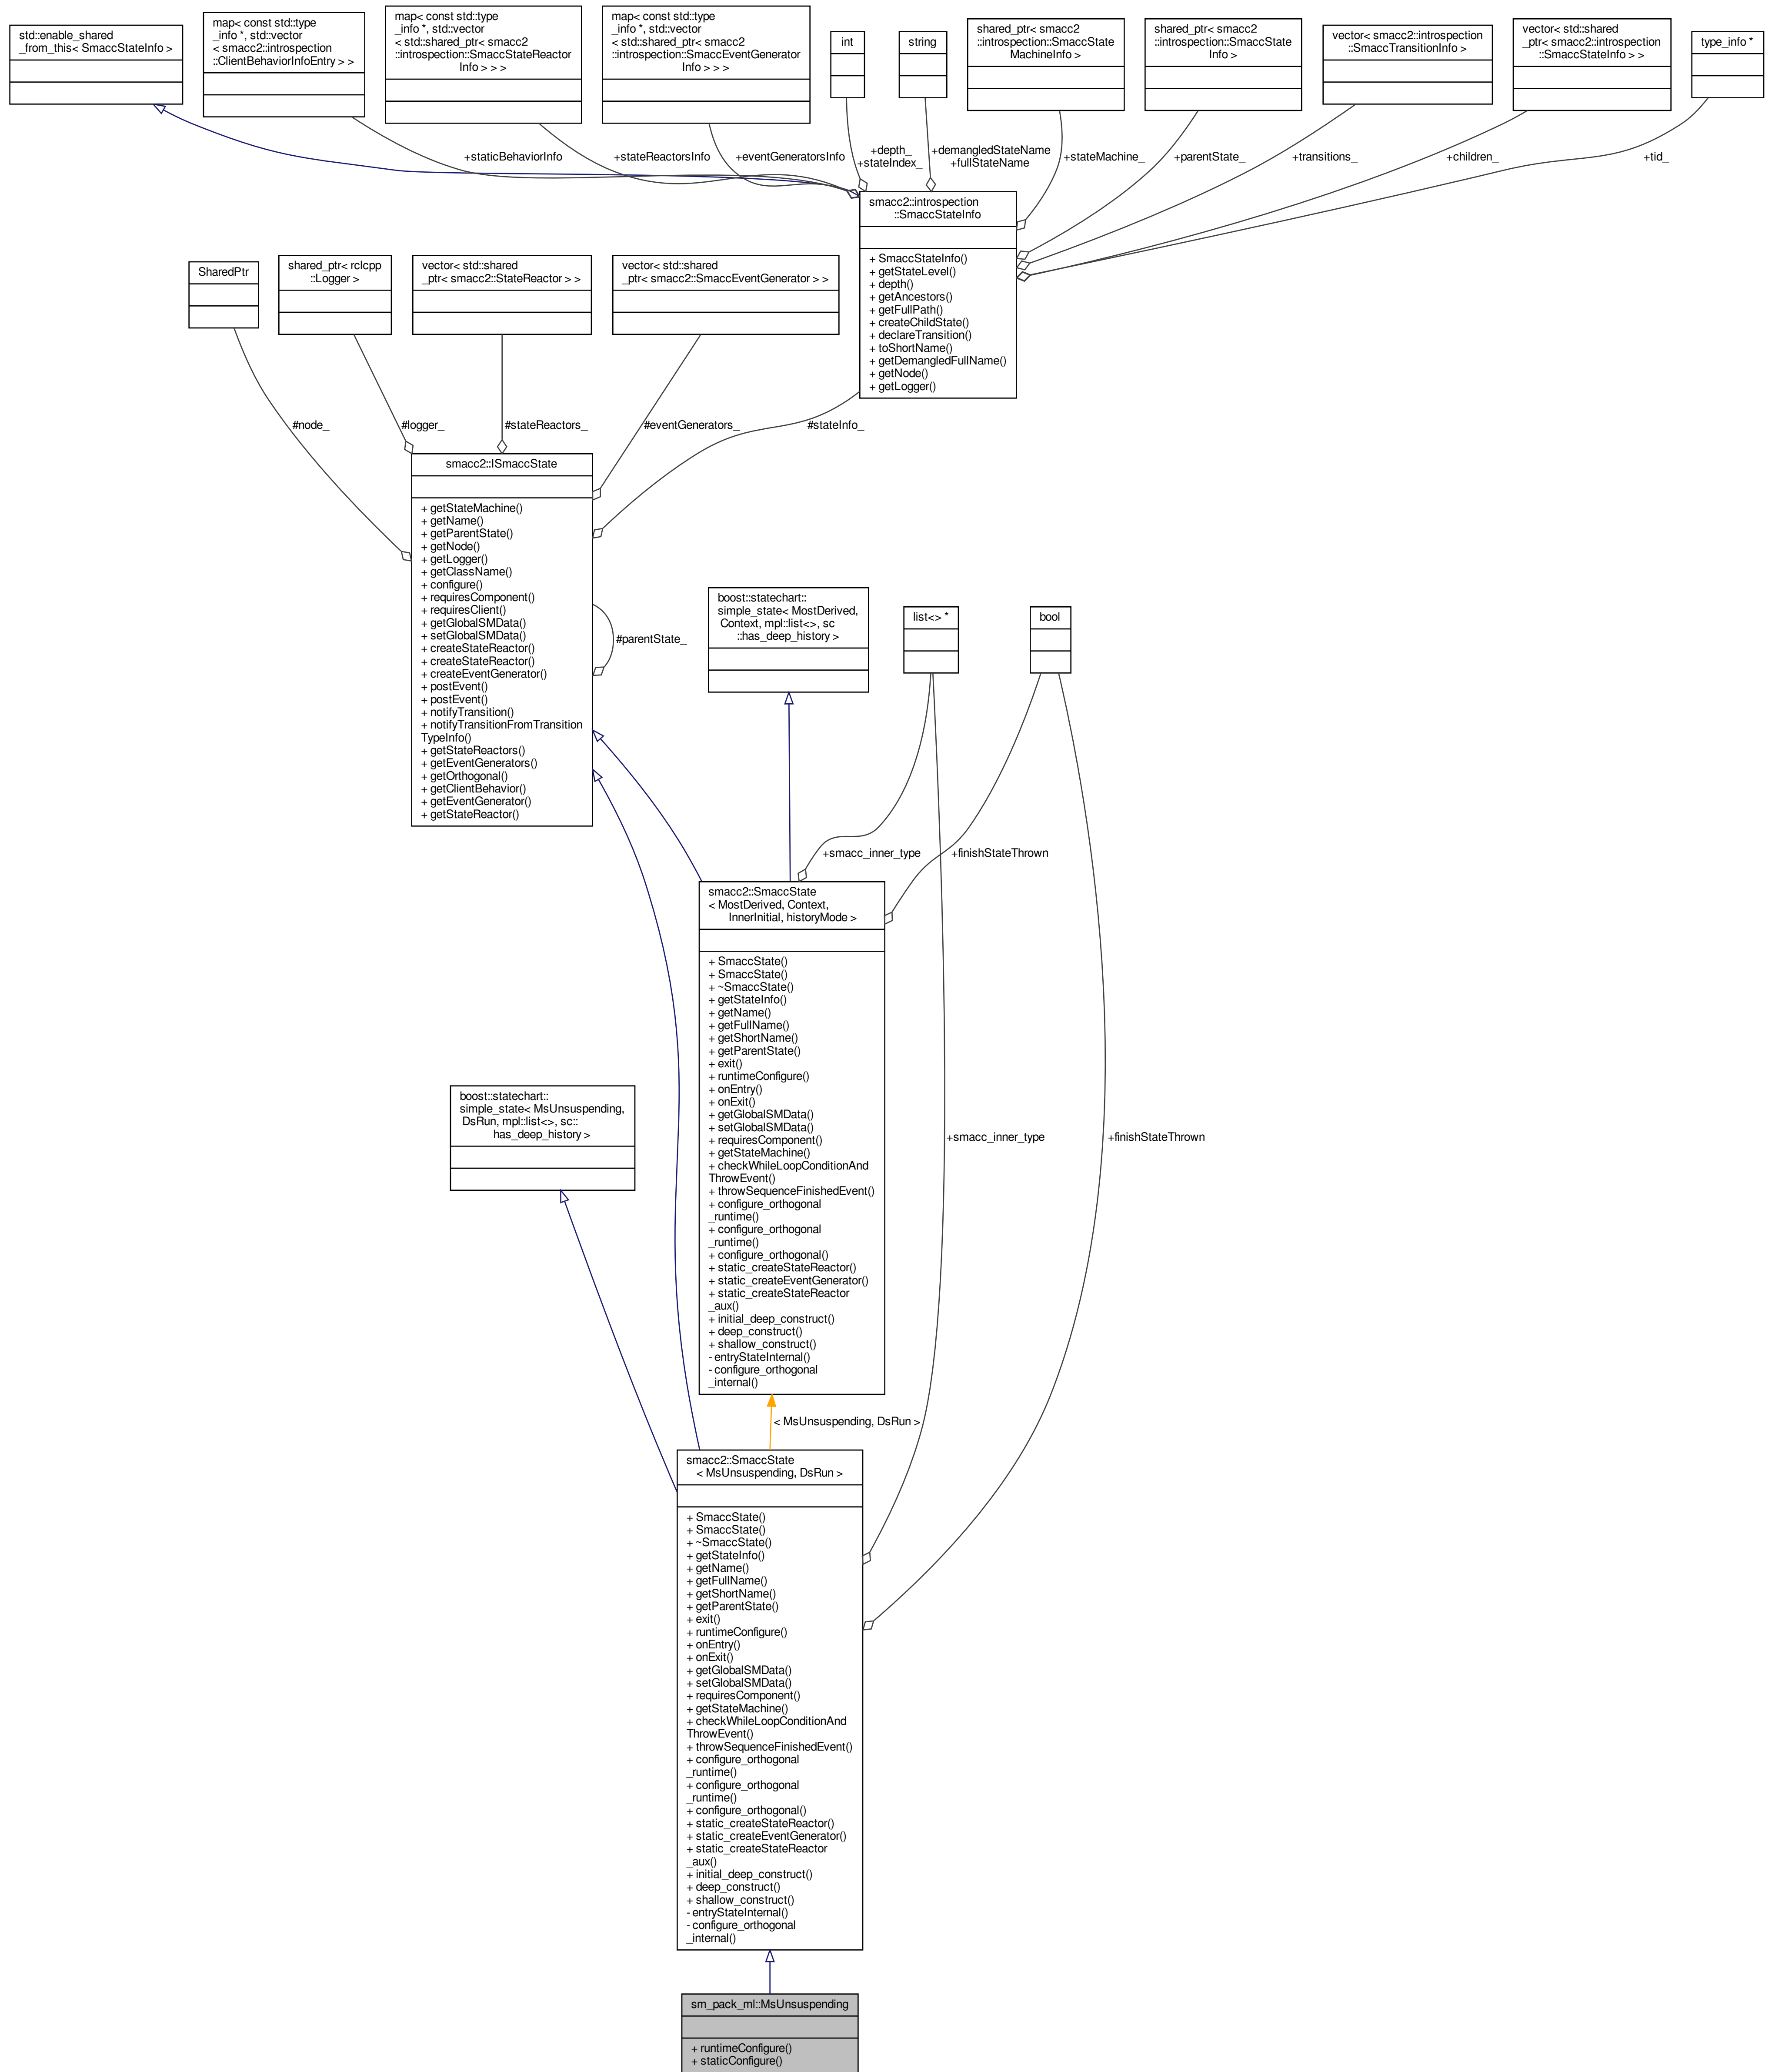 std::enable_shared
_from_this< SmaccStateInfo >
map< const std::type
_info *, std::vector
< smacc2::introspection
::ClientBehaviorInfoEntry > >
map< const std::type
_info *, std::vector
< std::shared_ptr< smacc2
::introspection::SmaccStateReactor
Info > > >
map< const std::type
_info *, std::vector
< std::shared_ptr< smacc2
::introspection::SmaccEventGenerator
Info > > >
int
string
shared_ptr< smacc2
::introspection::SmaccState
MachineInfo >
shared_ptr< smacc2
::introspection::SmaccState
Info >
vector< smacc2::introspection
::SmaccTransitionInfo >
vector< std::shared
_ptr< smacc2::introspection
::SmaccStateInfo > >
type_info *
+staticBehaviorInfo
+stateReactorsInfo
+eventGeneratorsInfo
+depth_
+stateIndex_
+demangledStateName
+fullStateName
+stateMachine_
+parentState_
+transitions_
+children_
+tid_
smacc2::introspection
::SmaccStateInfo
+ SmaccStateInfo()
+ getStateLevel()
+ depth()
+ getAncestors()
+ getFullPath()
+ createChildState()
+ declareTransition()
+ toShortName()
+ getDemangledFullName()
+ getNode()
+ getLogger()
SharedPtr
shared_ptr< rclcpp
::Logger >
vector< std::shared
_ptr< smacc2::StateReactor > >
vector< std::shared
_ptr< smacc2::SmaccEventGenerator > >
#node_
#logger_
#stateReactors_
#eventGenerators_
#stateInfo_
smacc2::ISmaccState
+ getStateMachine()
+ getName()
+ getParentState()
+ getNode()
+ getLogger()
+ getClassName()
+ configure()
+ requiresComponent()
+ requiresClient()
+ getGlobalSMData()
+ setGlobalSMData()
+ createStateReactor()
+ createStateReactor()
+ createEventGenerator()
+ postEvent()
+ postEvent()
+ notifyTransition()
+ notifyTransitionFromTransition
TypeInfo()
+ getStateReactors()
+ getEventGenerators()
+ getOrthogonal()
+ getClientBehavior()
+ getEventGenerator()
+ getStateReactor()
#parentState_
boost::statechart::
simple_state< MostDerived,
Context, mpl::list<>, sc
::has_deep_history >
list<> *
bool
+smacc_inner_type
+finishStateThrown
smacc2::SmaccState
< MostDerived, Context,
InnerInitial, historyMode >
+ SmaccState()
+ SmaccState()
+ ~SmaccState()
+ getStateInfo()
+ getName()
+ getFullName()
+ getShortName()
+ getParentState()
+ exit()
+ runtimeConfigure()
+ onEntry()
+ onExit()
+ getGlobalSMData()
+ setGlobalSMData()
+ requiresComponent()
+ getStateMachine()
+ checkWhileLoopConditionAnd
ThrowEvent()
+ throwSequenceFinishedEvent()
+ configure_orthogonal
_runtime()
+ configure_orthogonal
_runtime()
+ configure_orthogonal()
+ static_createStateReactor()
+ static_createEventGenerator()
+ static_createStateReactor
_aux()
+ initial_deep_construct()
+ deep_construct()
+ shallow_construct()
- entryStateInternal()
- configure_orthogonal
_internal()
boost::statechart::
simple_state< MsUnsuspending,
DsRun, mpl::list<>, sc::
has_deep_history >
+smacc_inner_type
+finishStateThrown
< MsUnsuspending, DsRun >
smacc2::SmaccState
< MsUnsuspending, DsRun >
+ SmaccState()
+ SmaccState()
+ ~SmaccState()
+ getStateInfo()
+ getName()
+ getFullName()
+ getShortName()
+ getParentState()
+ exit()
+ runtimeConfigure()
+ onEntry()
+ onExit()
+ getGlobalSMData()
+ setGlobalSMData()
+ requiresComponent()
+ getStateMachine()
+ checkWhileLoopConditionAnd
ThrowEvent()
+ throwSequenceFinishedEvent()
+ configure_orthogonal
_runtime()
+ configure_orthogonal
_runtime()
+ configure_orthogonal()
+ static_createStateReactor()
+ static_createEventGenerator()
+ static_createStateReactor
_aux()
+ initial_deep_construct()
+ deep_construct()
+ shallow_construct()
- entryStateInternal()
- configure_orthogonal
_internal()
sm_pack_ml::MsUnsuspending
+ runtimeConfigure()
+ staticConfigure()